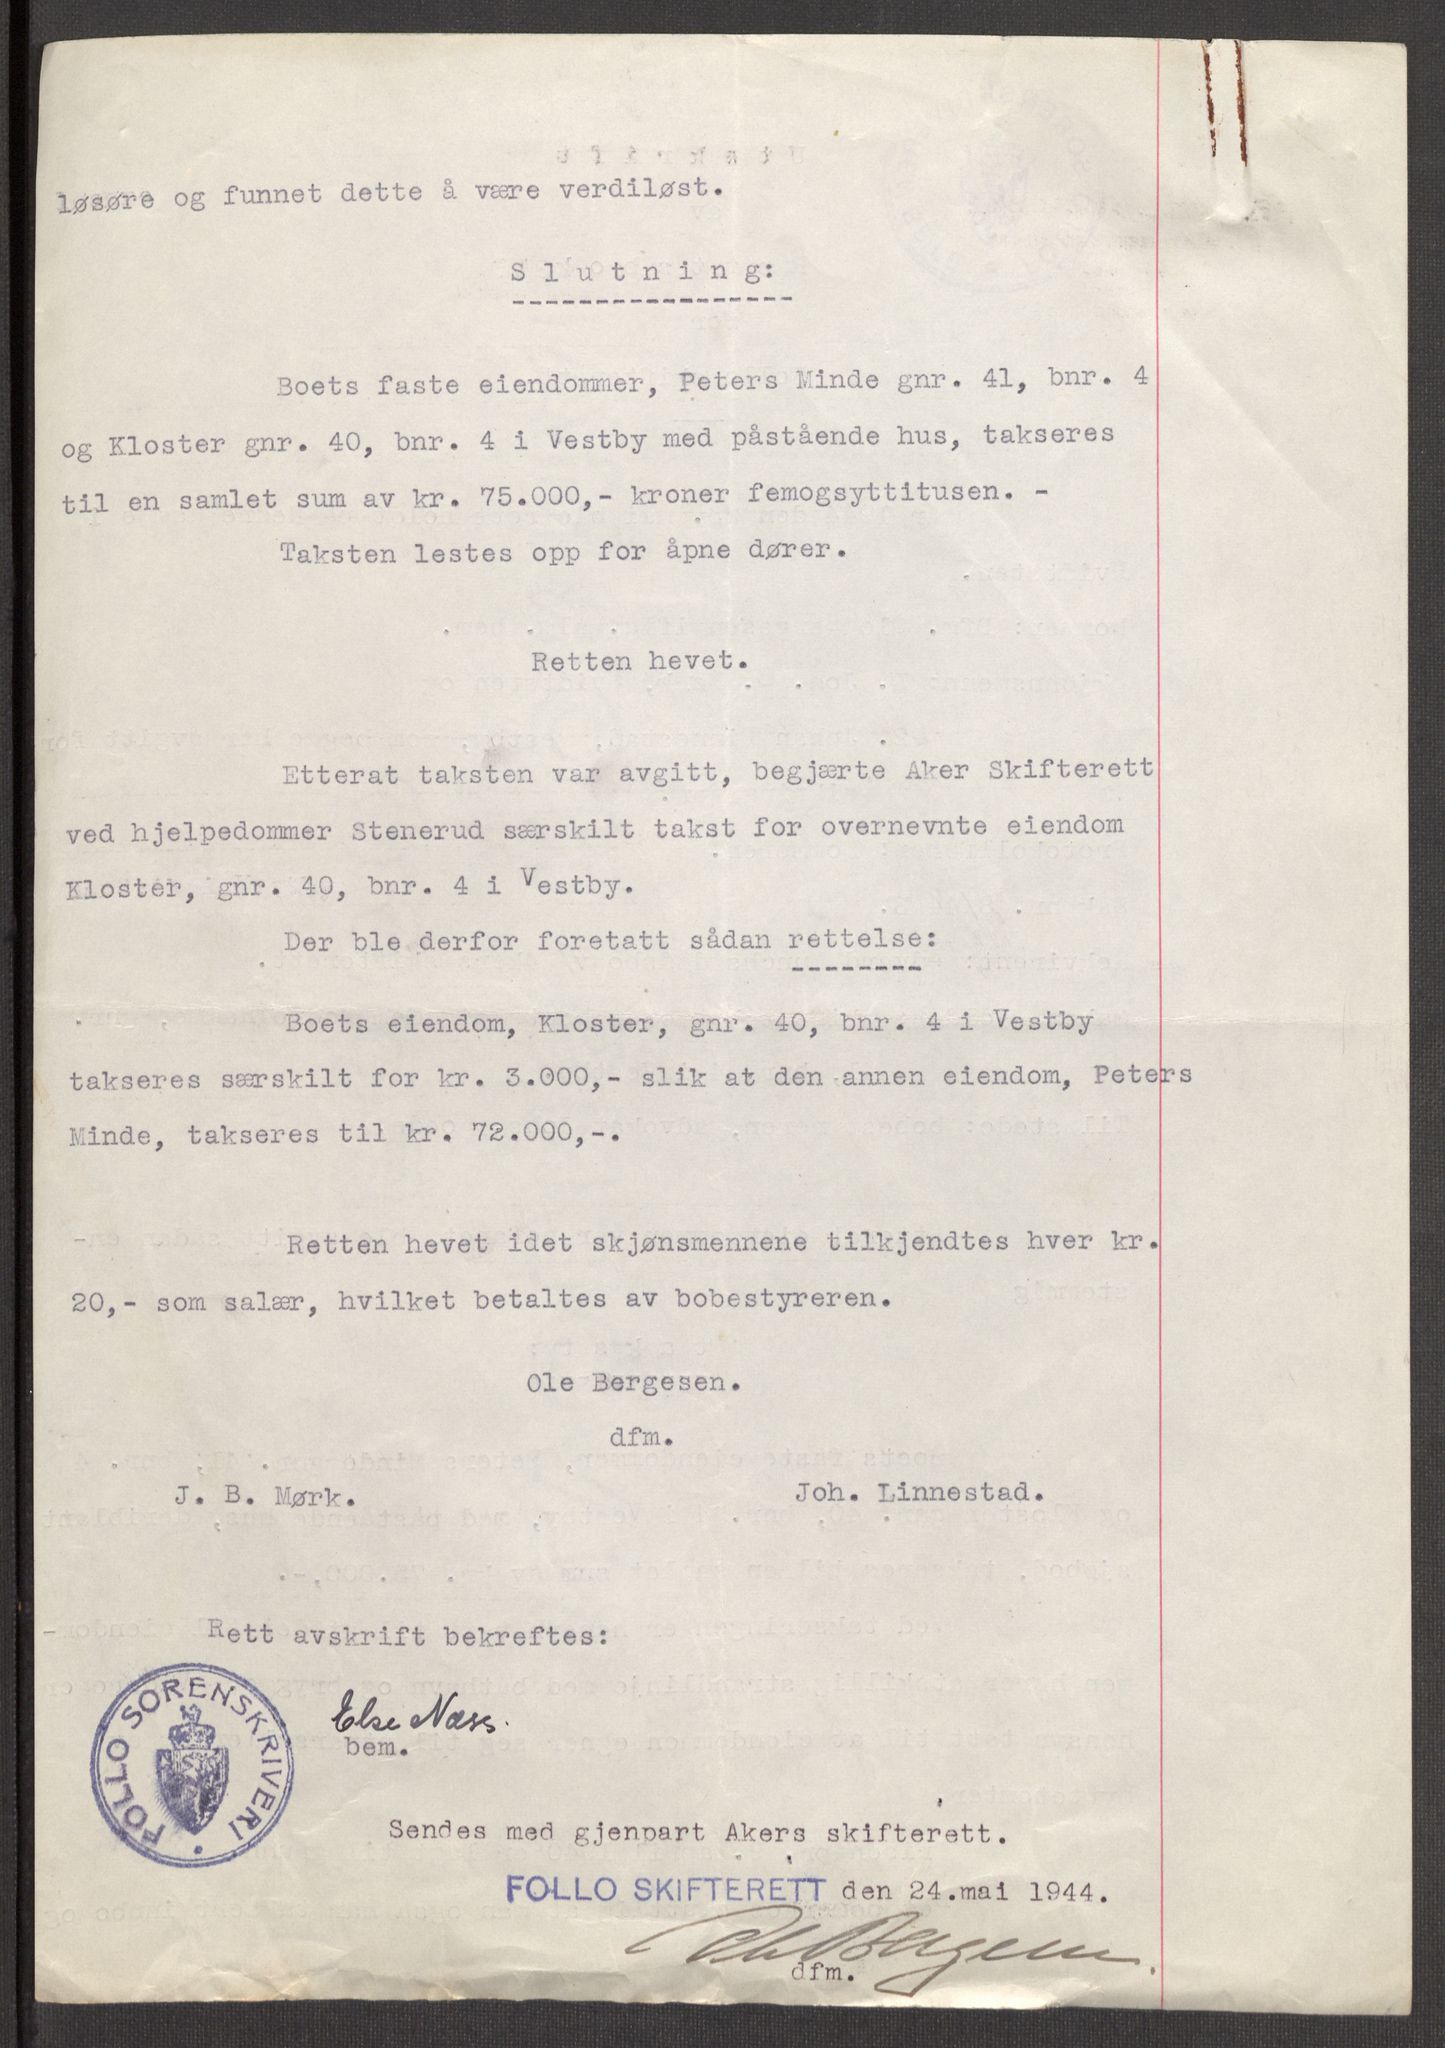 løsøre og funnet dette å være verdiløst.
Slutning:
Boets faste eiendommer, Peters Minde gnr. 41, bnr. 4
og Kloster gnr. 40, bnr. 4 i Vestby med påstående hus, takseres
til en samlet sum av kr. 75.000,- kroner femogsyttitusen. -
Taksten lestes opp for åpne dører.
Retten hevet.
Etterat taksten var avgitt, begjærte Aker Skifterett
ved hjelpedommer Stenerud særskilt takst for overnevnte eiendom
Kloster, gnr. 40, bnr. 4 i Vestby.
Der ble derfor foretatt sådan rettelse:
Boets eiendom, Kloster, gnr. 40, bnr. 4 i Vestby
takseres særskilt for kr. 3.000,- slik at den annen eiendom, Peters
Minde, takseres til kr. 72.000,-.
Retten hevet idet skjønsmennene tilkjendtes hver kr.
20,- som salær, hvilket betaltes av bobestyreren.
Ole Bergesen.
dfm.
J. B. Mørk. Joh. Linnestad.
Rett avskrift bekreftes:
FOLLO SORENSKRIVERI
Else Næss.
bem.
Sendes med gjenpart Akers skifterett.
FOLLO SKIFTERETT den 24.mai 1944.
Ole Bergesen
dfm.